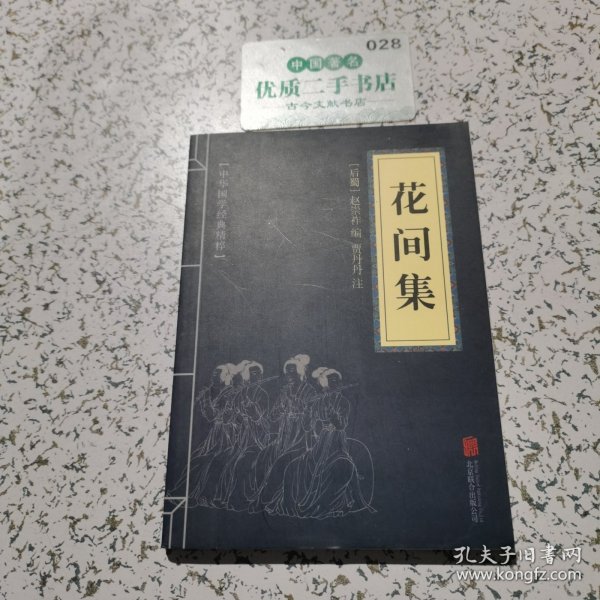 028
中国著名
优质二手书店
古今文献书店
花间集
[后蜀]赵崇祚 编 贾丹丹 注
[中华国学经典精粹]
北京联合出版公司
孔夫子旧书网
www.kongfz.com